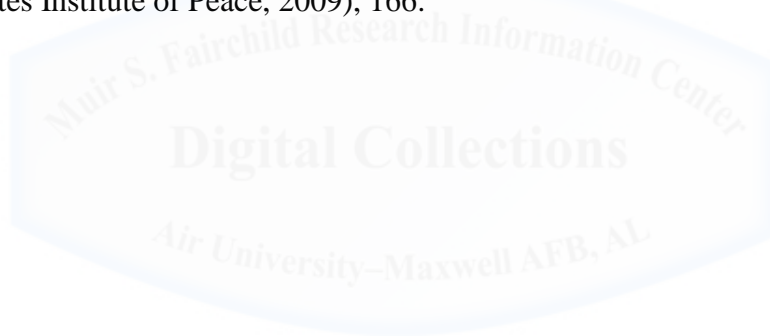 tes Institute of Peace, 2009), 166.
Muir S. Fairchild Research Information Center
Digital Collections
Air University–Maxwell AFB, AL